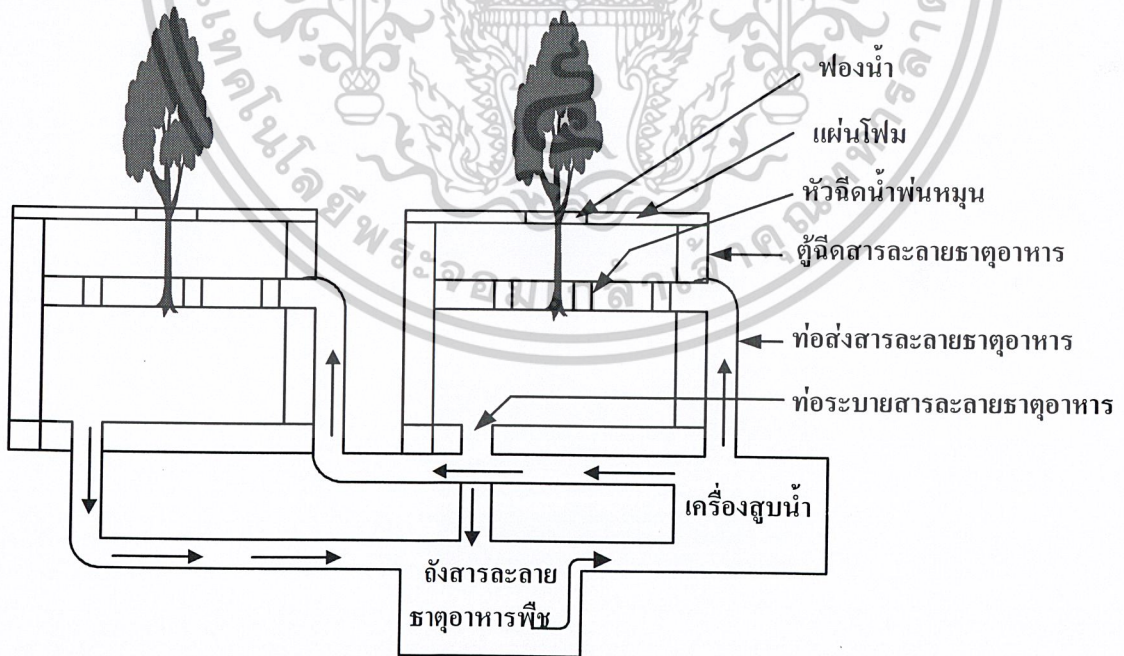 ฟองน้ำ
แผ่นโฟม
หัวฉีดน้ำพ่นหมุน
ตู้ฉีดสารละลายธาตุอาหาร
ท่อส่งสารละลายธาตุอาหาร
ท่อระบายสารละลายธาตุอาหาร
เครื่องสูบน้ำ
ถังสารละลาย
ธาตุอาหารพืช